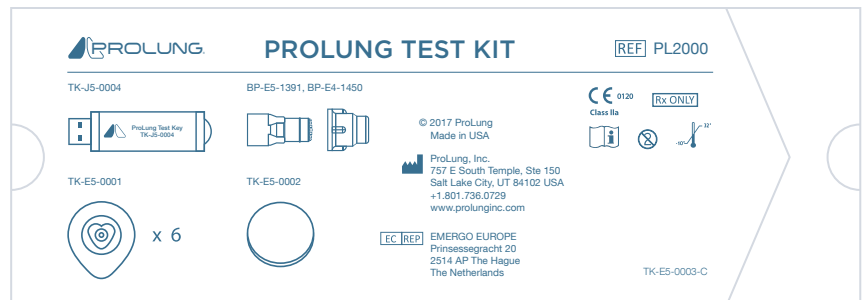 PROLUNG.
PROLUNG TEST KIT
REF PL2000
TK-J5-0004
ProLung Test Key
TK-J5-0004
BP-E5-1391, BP-E4-1450
© 2017 ProLung
Made in USA
CE 0120
Class IIa
Rx ONLY
i
2
-10°
32°
ProLung, Inc.
757 E South Temple, Ste 150
Salt Lake City, UT 84102 USA
+1.801.736.0729
www.prolunginc.com
TK-E5-0001
x 6
TK-E5-0002
EC REP
EMERGO EUROPE
Prinsessegracht 20
2514 AP The Hague
The Netherlands
TK-E5-0003-C